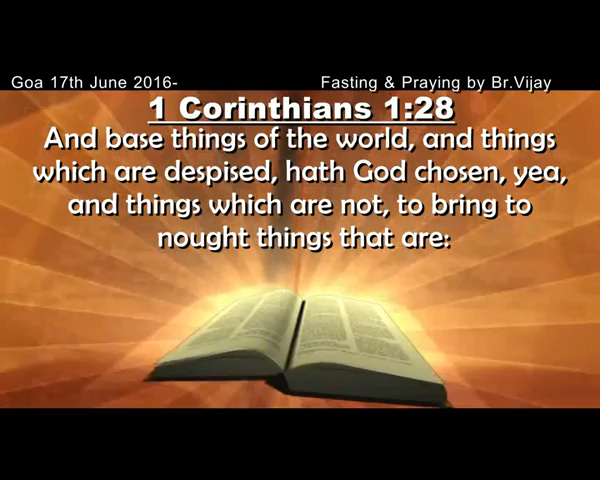 Goa 17th June 2016- Fasting & Praying by Br.Vijay
1 Corinthians 1:28
And base things of the world, and things
which are despised, hath God chosen, yea,
and things which are not, to bring to
nought things that are: